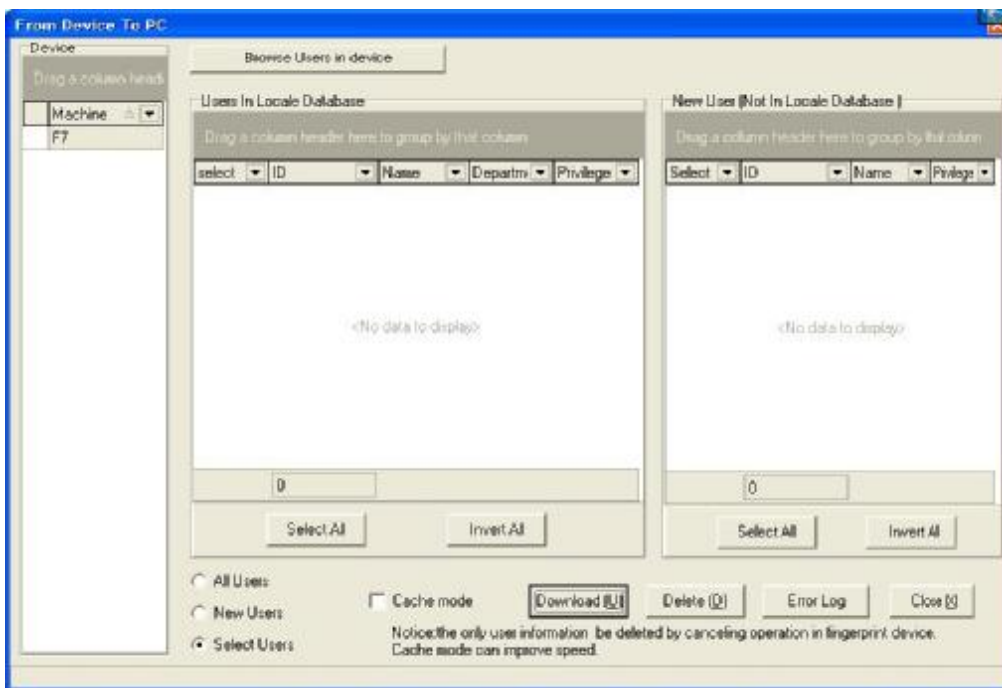 From Device To PC
Device
Browse Users in device
Drag a column headi
Machine
F7
Users In Locale Database
Drag a column header here to group by that column
select ID Name Departm Privilege
<No data to display>
0
Select All Invert All
New User (Not In Locale Database )
Drag a column header here to group by that column
Select ID Name Privilege
<No data to display>
0
Select All Invert All
All Users
New Users
Select Users
Cache mode
Download [U] Delete [D] Error Log Close [X]
Notice:the only user information be deleted by canceling operation in fingerprint device.
Cache mode can improve speed.